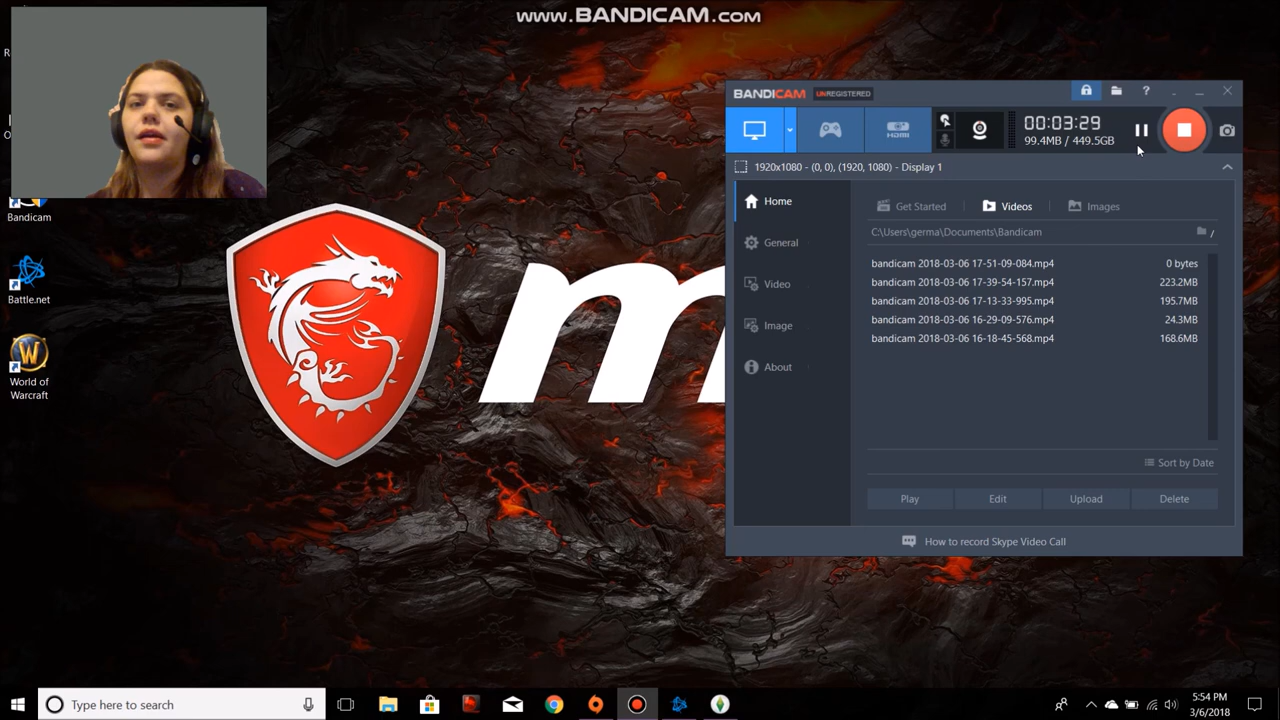 www.BANDICAM.com
BANDICAM UNREGISTERED
?
HDMI
00:03:29
99.4MB / 449.5GB
1920x1080 - (0, 0), (1920, 1080) - Display 1
Home
General
Video
Image
About
Get Started
Videos
Images
C:\Users\germa\Documents\Bandicam
/
bandicam 2018-03-06 17-51-09-084.mp4 0 bytes
bandicam 2018-03-06 17-39-54-157.mp4 223.2MB
bandicam 2018-03-06 17-13-33-995.mp4 195.7MB
bandicam 2018-03-06 16-29-09-576.mp4 24.3MB
bandicam 2018-03-06 16-18-45-568.mp4 168.6MB
Sort by Date
Play Edit Upload Delete
How to record Skype Video Call
Bandicam
Battle.net
World of
Warcraft
Type here to search
5:54 PM
3/6/2018